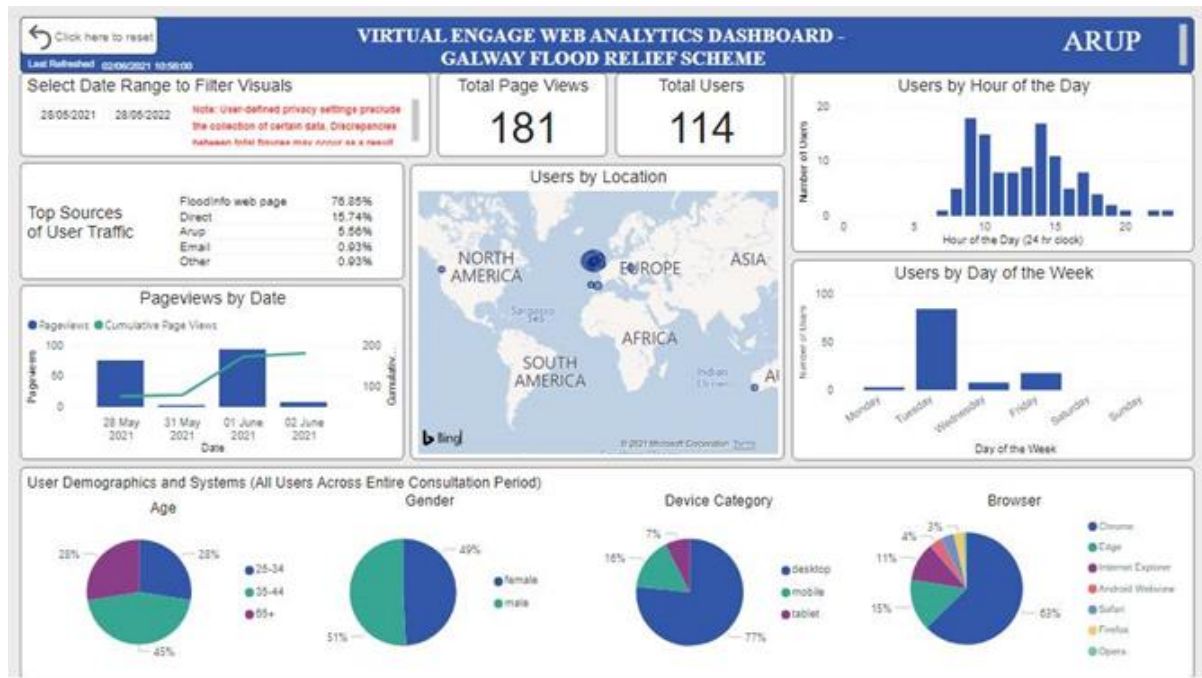 Click here to reset
Last Refreshed 02/06/2021 10:56:00
VIRTUAL ENGAGE WEB ANALYTICS DASHBOARD -
GALWAY FLOOD RELIEF SCHEME
ARUP
Select Date Range to Filter Visuals
28/05/2021 28/05/2022
Note: User-defined privacy settings preclude
the collection of certain data. Discrepancies
between total figures may occur as a result
Total Page Views
181
Total Users
114
Users by Hour of the Day
Number of Users
20
10
0
0 5 10 15 20
Hour of the Day (24 hr clock)
Top Sources
of User Traffic
FloodInfo web page 76.85%
Direct 15.74%
Arup 5.56%
Email 0.93%
Other 0.93%
Users by Location
NORTH
AMERICA
EUROPE
ASIA
Sargasso
Sea
AFRICA
SOUTH
AMERICA
Indian
AU
Bing
© 2021 Microsoft Corporation Terms
Pageviews by Date
Pageviews Cumulative Page Views
Pageviews
100
50
0
200
100
Cumulativ...
28 May
2021
31 May
2021
01 June
2021
02 June
2021
Date
Users by Day of the Week
Number of Users
100
50
0
Monday
Tuesday
Wednesday
Friday
Saturday
Sunday
Day of the Week
User Demographics and Systems (All Users Across Entire Consultation Period)
Age
28%
28%
45%
25-34
35-44
65+
Gender
49%
51%
female
male
Device Category
7%
16%
77%
desktop
mobile
tablet
Browser
3%
4%
11%
15%
63%
Chrome
Edge
Internet Explorer
Android Webview
Safari
Firefox
Opera